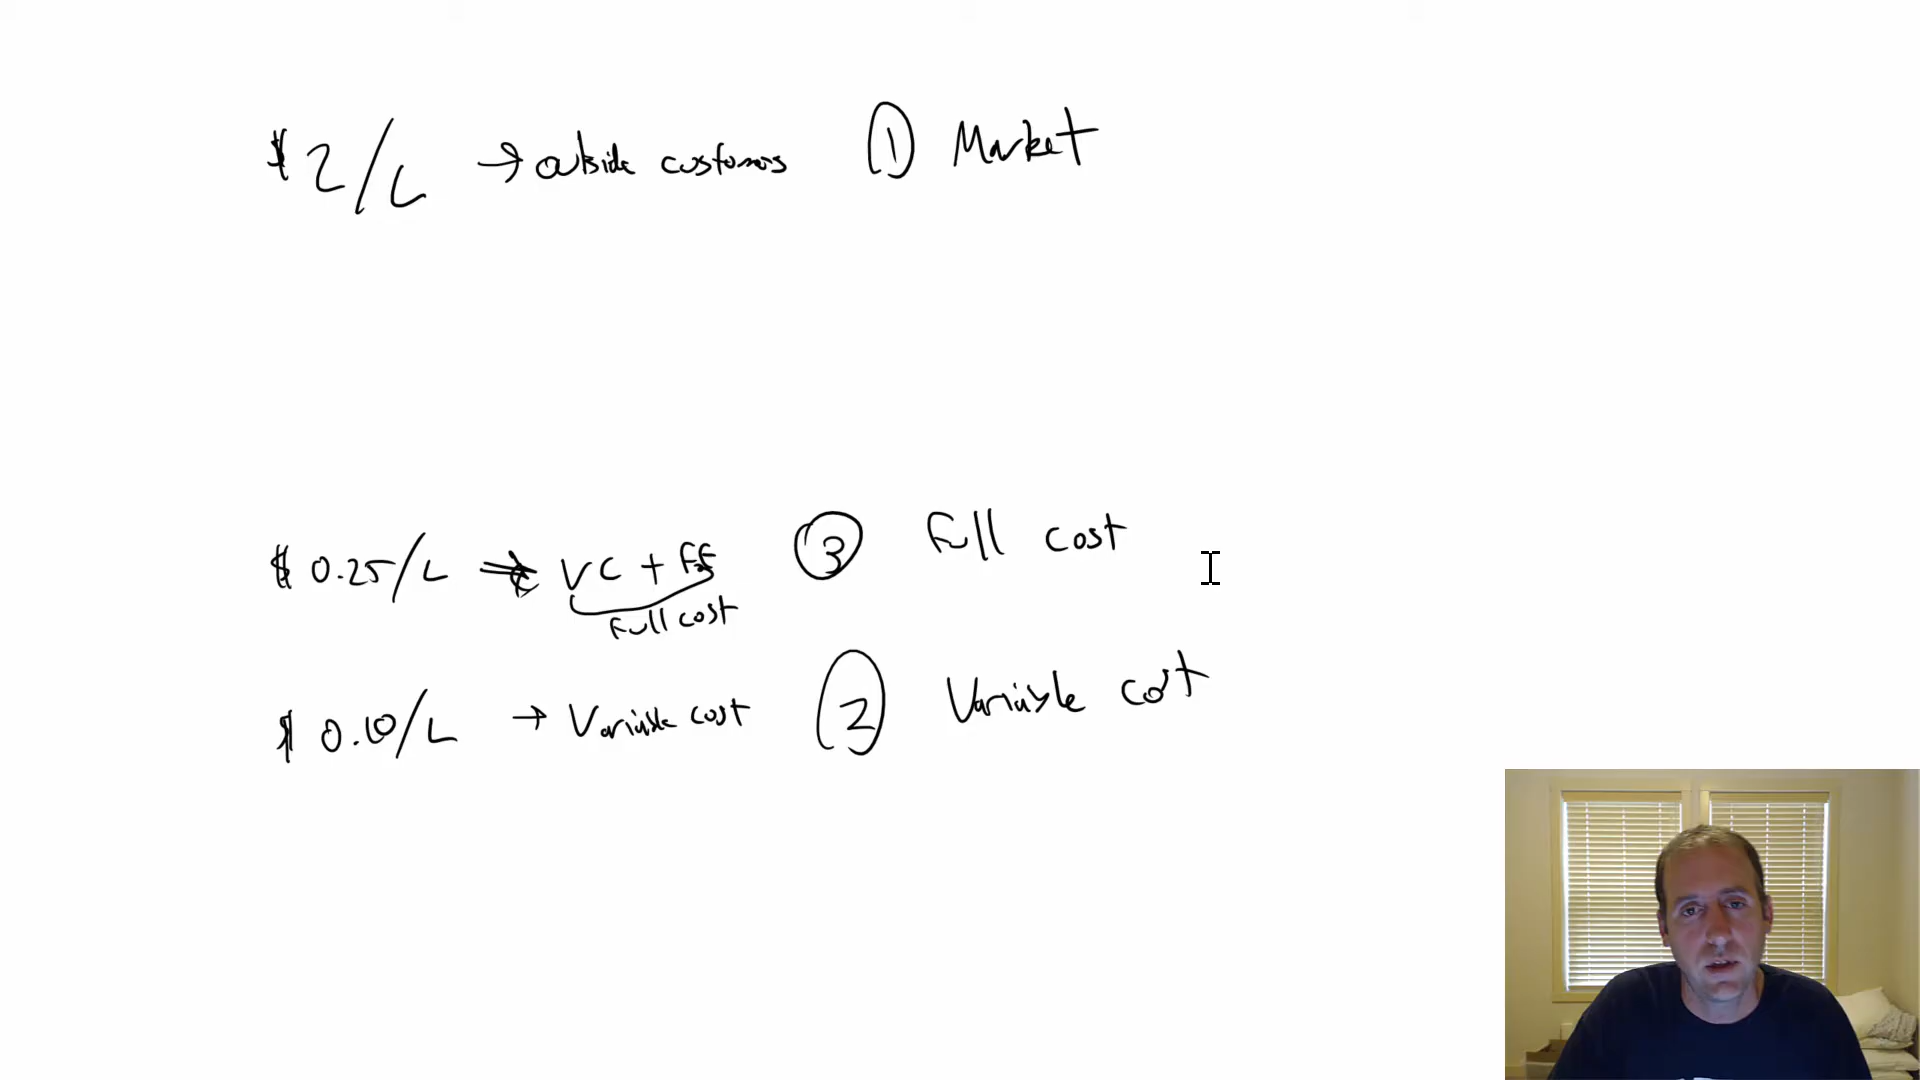 $2/L → outside customers ① Market
$0.25/L → VC + FF ③ Full cost
Full cost
$0.10/L → Variable cost ② Variable cost